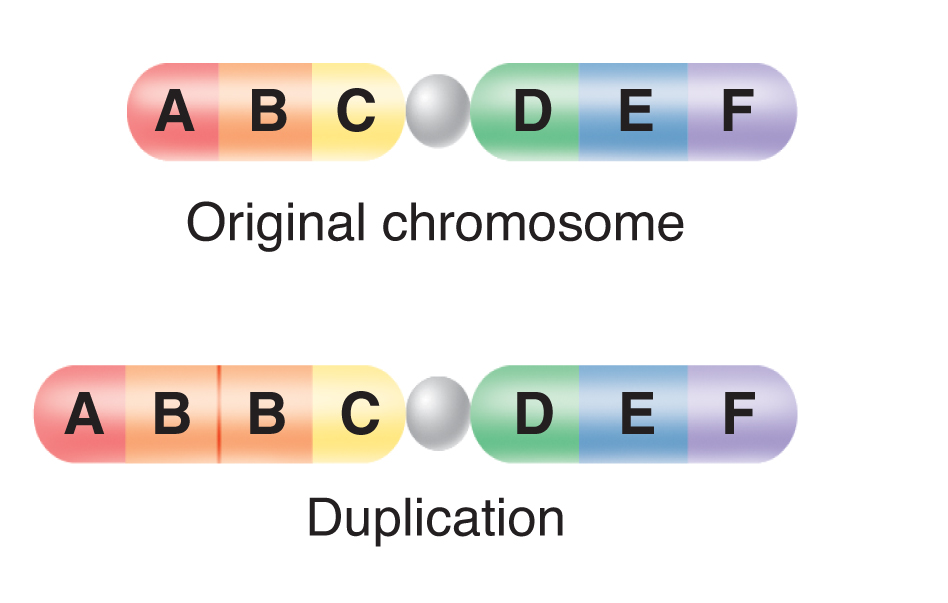 A B C D E F
Original chromosome
A B B C D E F
Duplication